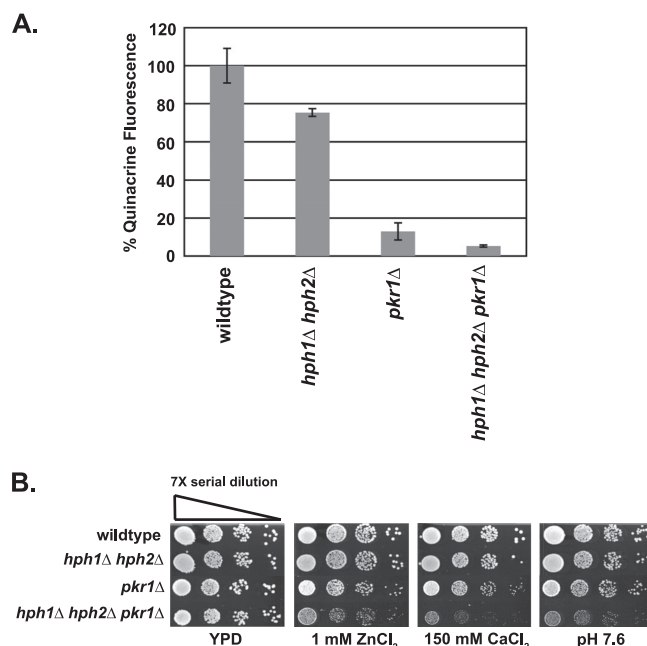 A.
120
100
80
60
40
20
0
% Quinacrine Fluorescence
wildtype
hph1Δ hph2Δ
pkr1Δ
hph1Δ hph2Δ pkr1Δ
B.
7X serial dilution
wildtype
hph1Δ hph2Δ
pkr1Δ
hph1Δ hph2Δ pkr1Δ
YPD
1 mM ZnCl2
150 mM CaCl2
pH 7.6